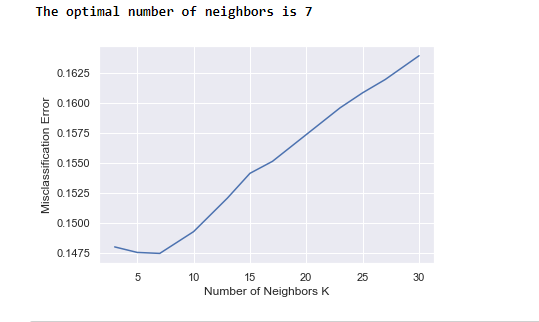 The optimal number of neighbors is 7
0.1625
0.1600
0.1575
0.1550
0.1525
0.1500
0.1475
Misclassification Error
5 10 15 20 25 30
Number of Neighbors K